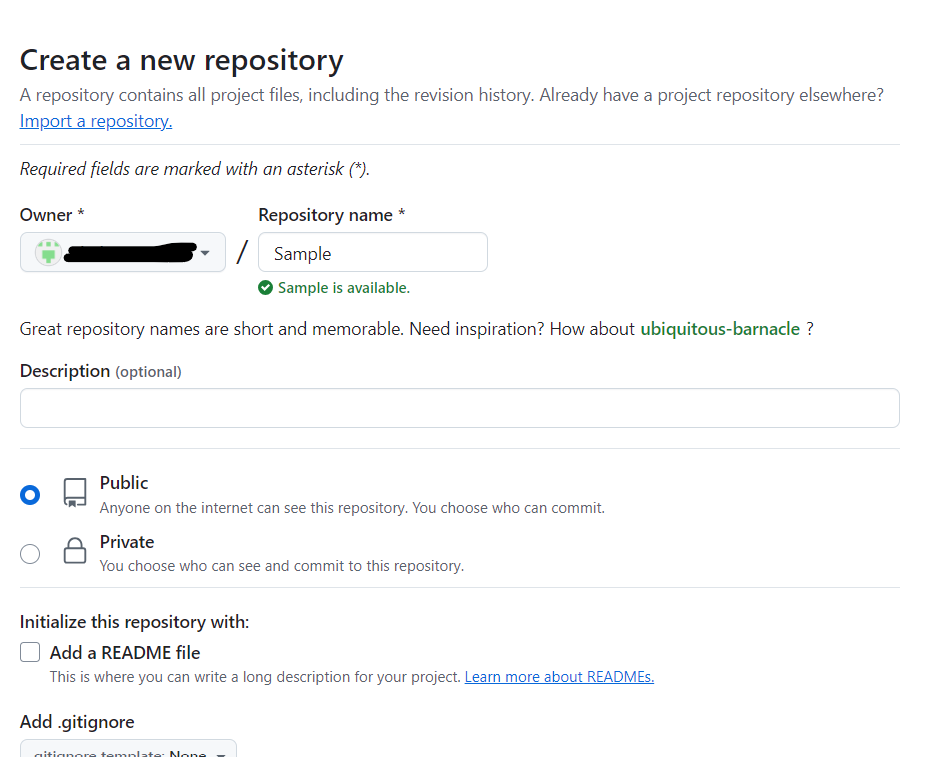 Create a new repository
A repository contains all project files, including the revision history. Already have a project repository elsewhere?
Import a repository.
Required fields are marked with an asterisk (*).
Owner *
Repository name *
/
Sample
Sample is available.
Great repository names are short and memorable. Need inspiration? How about ubiquitous-barnacle ?
Description (optional)
Public
Anyone on the internet can see this repository. You choose who can commit.
Private
You choose who can see and commit to this repository.
Initialize this repository with:
Add a README file
This is where you can write a long description for your project. Learn more about READMEs.
Add .gitignore
.gitignore template: None